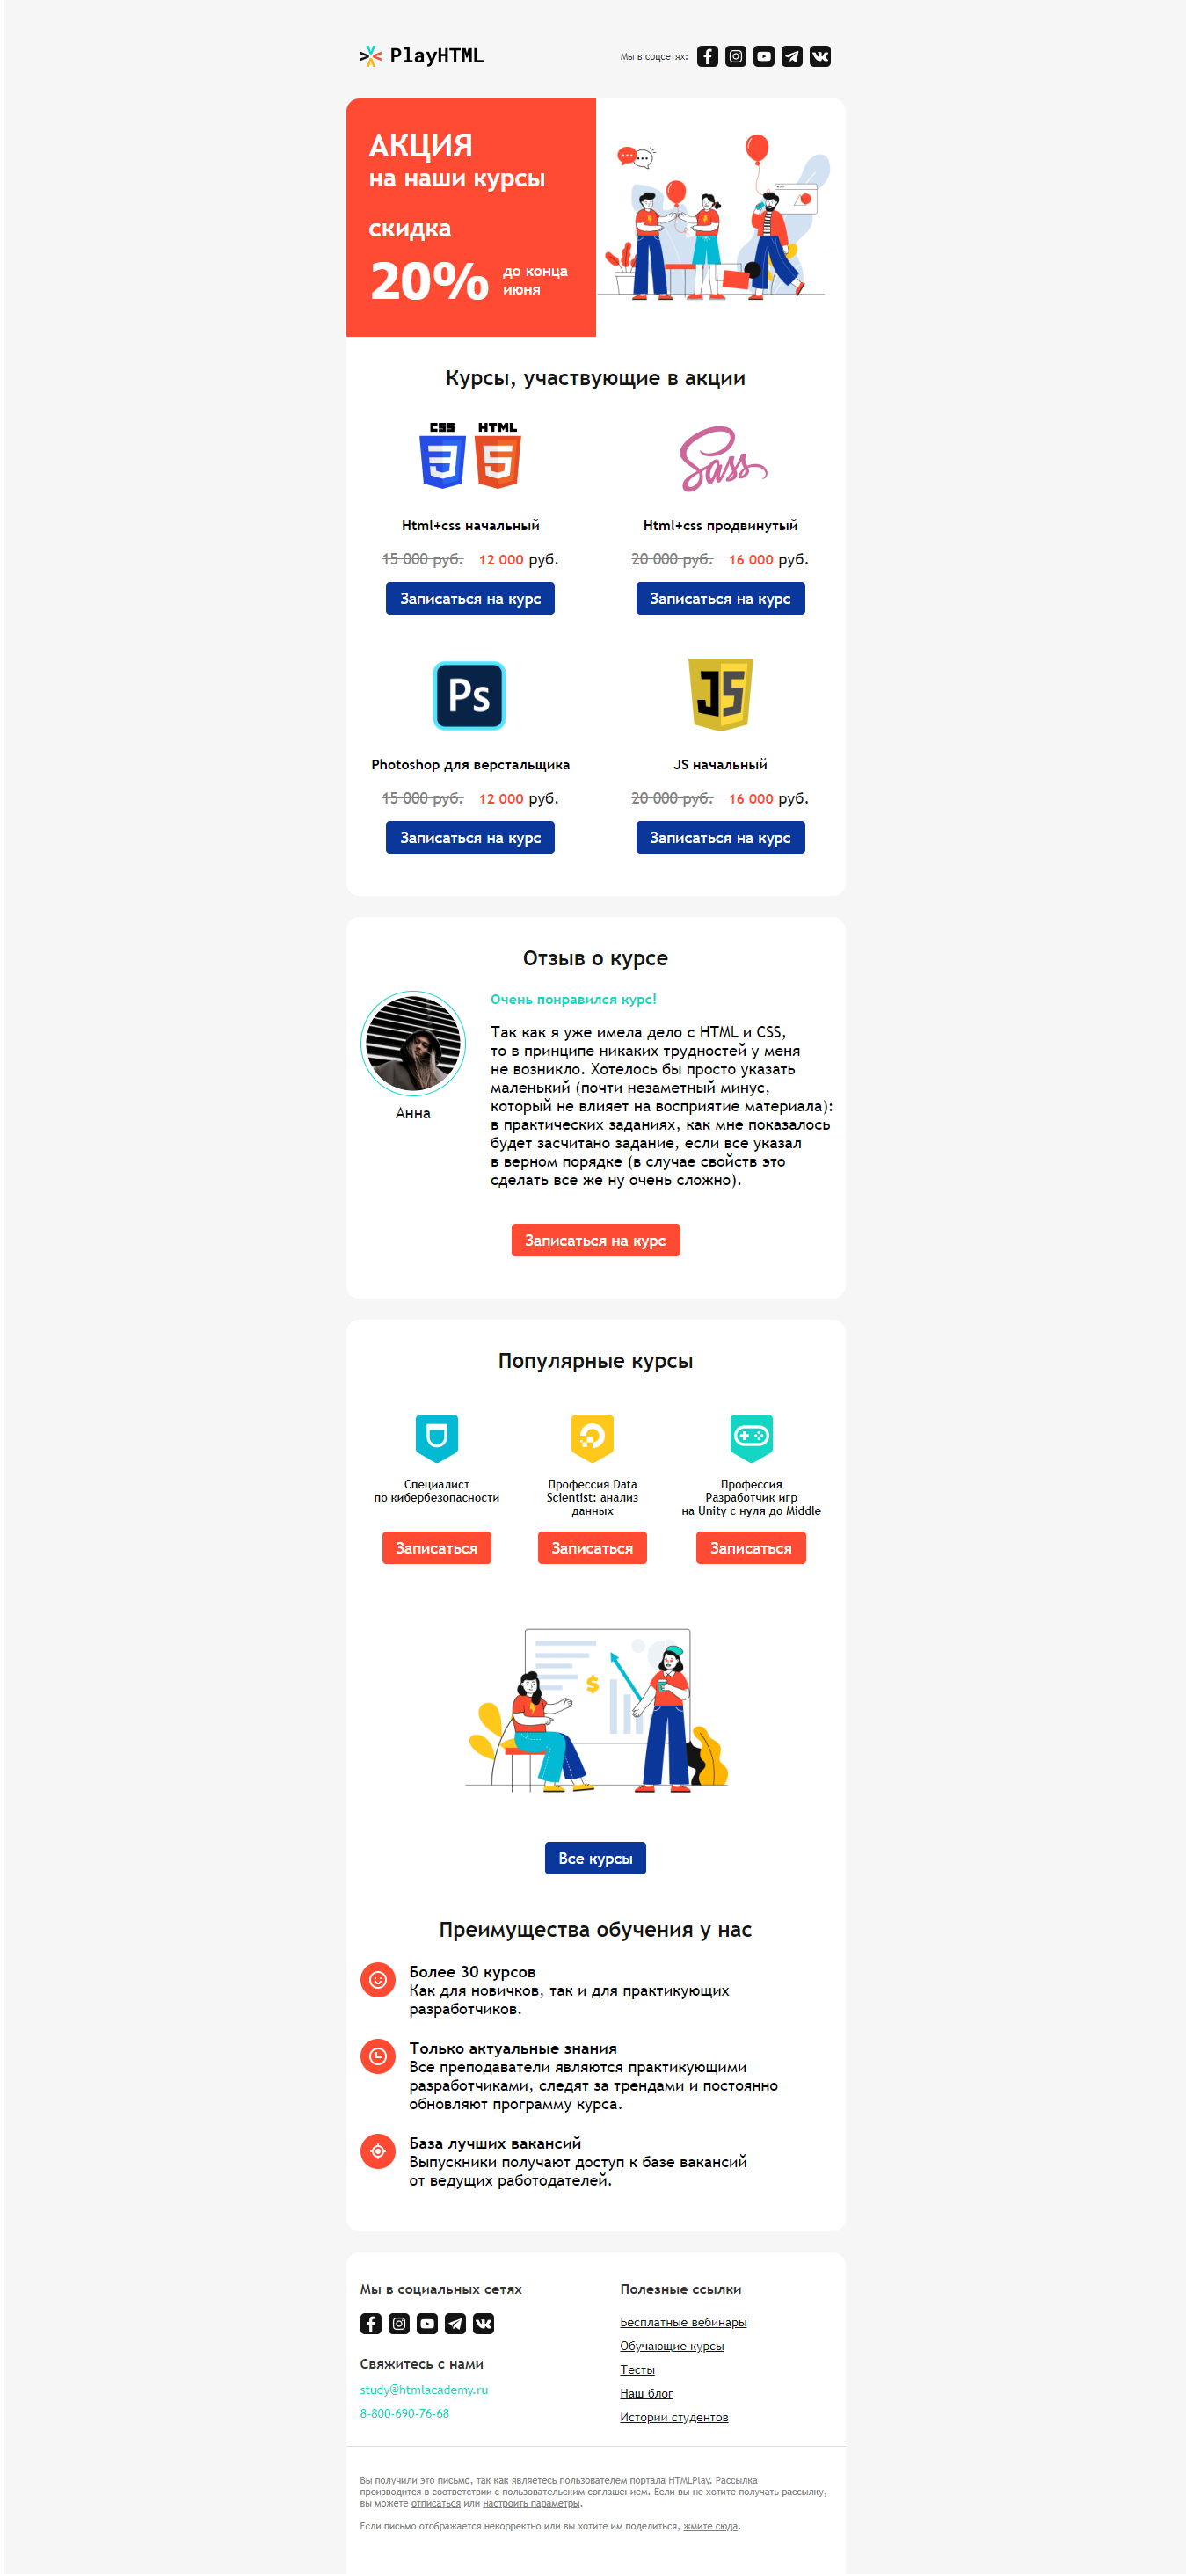 PlayHTML
Мы в соцсетях:
АКЦИЯ
на наши курсы
скидка
20%
до конца
июня
Курсы, участвующие в акции
CSS HTML
Sass
Html+css начальный
Html+css продвинутый
15 000 руб. 12 000 руб.
20 000 руб. 16 000 руб.
Записаться на курс
Записаться на курс
Ps
JS
Photoshop для верстальщика
JS начальный
15 000 руб. 12 000 руб.
20 000 руб. 16 000 руб.
Записаться на курс
Записаться на курс
Отзыв о курсе
Анна
Очень понравился курс!
Так как я уже имела дело с HTML и CSS,
то в принципе никаких трудностей у меня
не возникло. Хотелось бы просто указать
маленький (почти незаметный минус,
который не влияет на восприятие материала):
в практических заданиях, как мне показалось
будет засчитано задание, если все указал
в верном порядке (в случае свойств это
сделать все же ну очень сложно).
Записаться на курс
Популярные курсы
Специалист
по кибербезопасности
Записаться
Профессия Data
Scientist: анализ
данных
Записаться
Профессия
Разработчик игр
на Unity с нуля до Middle
Записаться
$
Все курсы
Преимущества обучения у нас
Более 30 курсов
Как для новичков, так и для практикующих
разработчиков.
Только актуальные знания
Все преподаватели являются практикующими
разработчиками, следят за трендами и постоянно
обновляют программу курса.
База лучших вакансий
Выпускники получают доступ к базе вакансий
от ведущих работодателей.
Мы в социальных сетях
Свяжитесь с нами
study@htmlacademy.ru
8-800-690-76-68
Полезные ссылки
Бесплатные вебинары
Обучающие курсы
Тесты
Наш блог
Истории студентов
Вы получили это письмо, так как являетесь пользователем портала HTMLPlay. Рассылка
производится в соответствии с пользовательским соглашением. Если вы не хотите получать рассылку,
вы можете отписаться или настроить параметры.
Если письмо отображается некорректно или вы хотите им поделиться, жмите сюда.